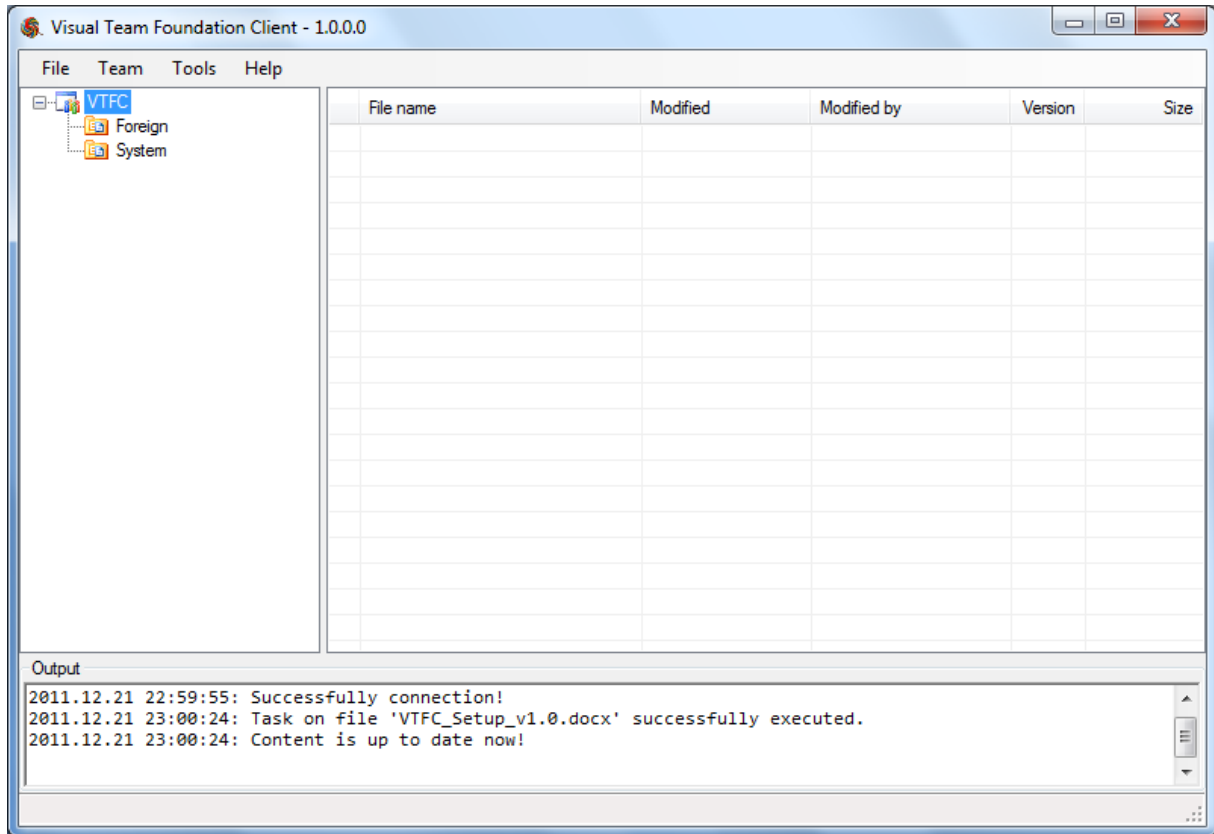 Visual Team Foundation Client - 1.0.0.0
File Team Tools Help
VTFC
Foreign
System
File name Modified Modified by Version Size
Output
2011.12.21 22:59:55: Successfully connection!
2011.12.21 23:00:24: Task on file 'VTFC_Setup_v1.0.docx' successfully executed.
2011.12.21 23:00:24: Content is up to date now!